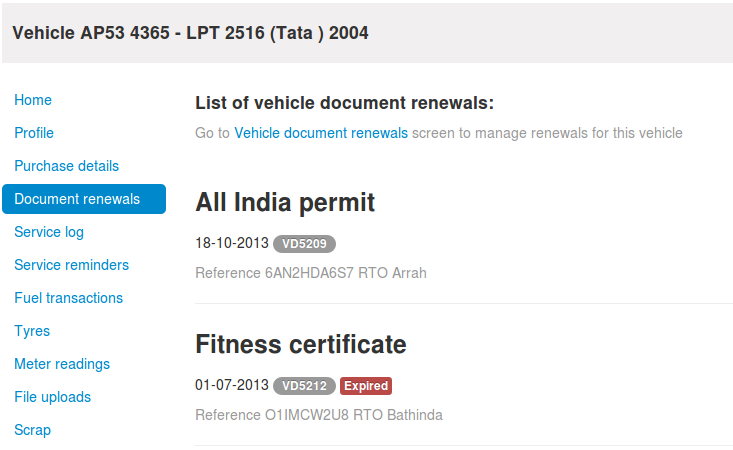 Vehicle AP53 4365 - LPT 2516 (Tata ) 2004
Home
Profile
Purchase details
Document renewals
Service log
Service reminders
Fuel transactions
Tyres
Meter readings
File uploads
Scrap
List of vehicle document renewals:
Go to Vehicle document renewals screen to manage renewals for this vehicle
All India permit
18-10-2013 VD5209
Reference 6AN2HDA6S7 RTO Arrah
Fitness certificate
01-07-2013 VD5212 Expired
Reference O1IMCW2U8 RTO Bathinda